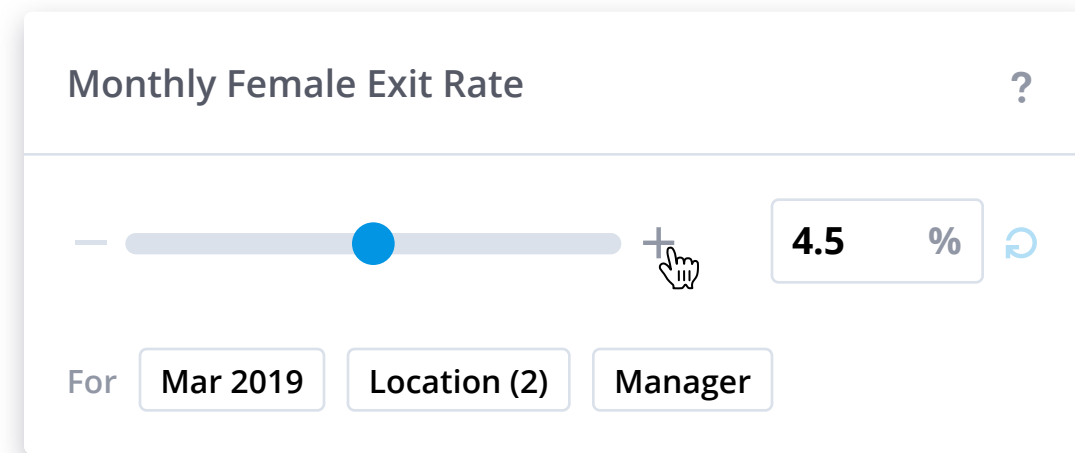 Monthly Female Exit Rate ?
− + 4.5 %
For Mar 2019 Location (2) Manager